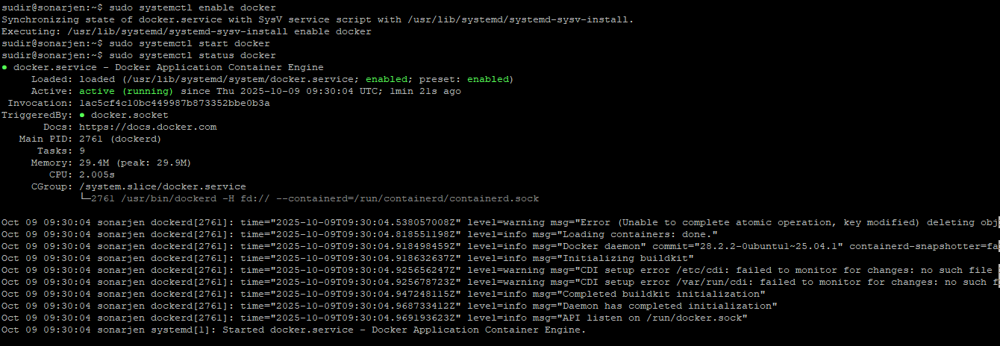 sudir@sonarjen:~$ sudo systemctl enable docker
Synchronizing state of docker.service with SysV service script with /usr/lib/systemd/systemd-sysv-install.
Executing: /usr/lib/systemd/systemd-sysv-install enable docker
sudir@sonarjen:~$ sudo systemctl start docker
sudir@sonarjen:~$ sudo systemctl status docker
● docker.service - Docker Application Container Engine
     Loaded: loaded (/usr/lib/systemd/system/docker.service; enabled; preset: enabled)
     Active: active (running) since Thu 2025-10-09 09:30:04 UTC; 1min 21s ago
 Invocation: 1ac5cf4c10bc449987b873352bbe0b3a
TriggeredBy: ● docker.socket
       Docs: https://docs.docker.com
   Main PID: 2761 (dockerd)
      Tasks: 9
     Memory: 29.4M (peak: 29.9M)
        CPU: 2.005s
     CGroup: /system.slice/docker.service
             └─2761 /usr/bin/dockerd -H fd:// --containerd=/run/containerd/containerd.sock

Oct 09 09:30:04 sonarjen dockerd[2761]: time="2025-10-09T09:30:04.538057008Z" level=warning msg="Error (Unable to complete atomic operation, key modified) deleting obj
Oct 09 09:30:04 sonarjen dockerd[2761]: time="2025-10-09T09:30:04.818551198Z" level=info msg="Loading containers: done."
Oct 09 09:30:04 sonarjen dockerd[2761]: time="2025-10-09T09:30:04.918498459Z" level=info msg="Docker daemon" commit="28.2.2-0ubuntu1~25.04.1" containerd-snapshotter=fa
Oct 09 09:30:04 sonarjen dockerd[2761]: time="2025-10-09T09:30:04.918632637Z" level=info msg="Initializing buildkit"
Oct 09 09:30:04 sonarjen dockerd[2761]: time="2025-10-09T09:30:04.925656247Z" level=warning msg="CDI setup error /etc/cdi: failed to monitor for changes: no such file
Oct 09 09:30:04 sonarjen dockerd[2761]: time="2025-10-09T09:30:04.925678723Z" level=warning msg="CDI setup error /var/run/cdi: failed to monitor for changes: no such f
Oct 09 09:30:04 sonarjen dockerd[2761]: time="2025-10-09T09:30:04.947248115Z" level=info msg="Completed buildkit initialization"
Oct 09 09:30:04 sonarjen dockerd[2761]: time="2025-10-09T09:30:04.968733412Z" level=info msg="Daemon has completed initialization"
Oct 09 09:30:04 sonarjen dockerd[2761]: time="2025-10-09T09:30:04.969193623Z" level=info msg="API listen on /run/docker.sock"
Oct 09 09:30:04 sonarjen systemd[1]: Started docker.service - Docker Application Container Engine.